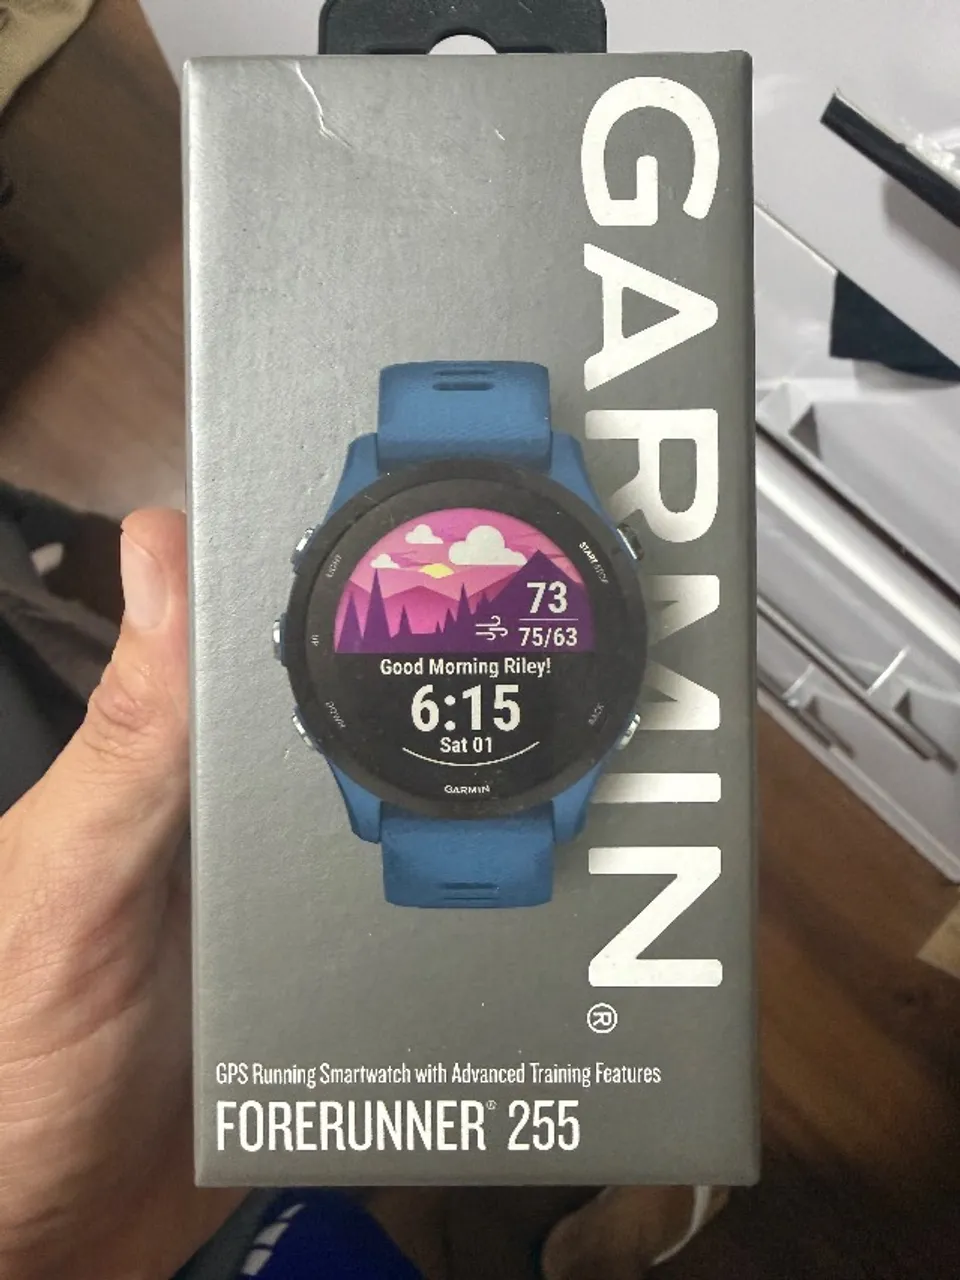 GARMIN®
LIGHT
START STOP
UP
DOWN
BACK
73
75/63
Good Morning Riley!
6:15
Sat 01
GARMIN
GPS Running Smartwatch with Advanced Training Features
FORERUNNER® 255